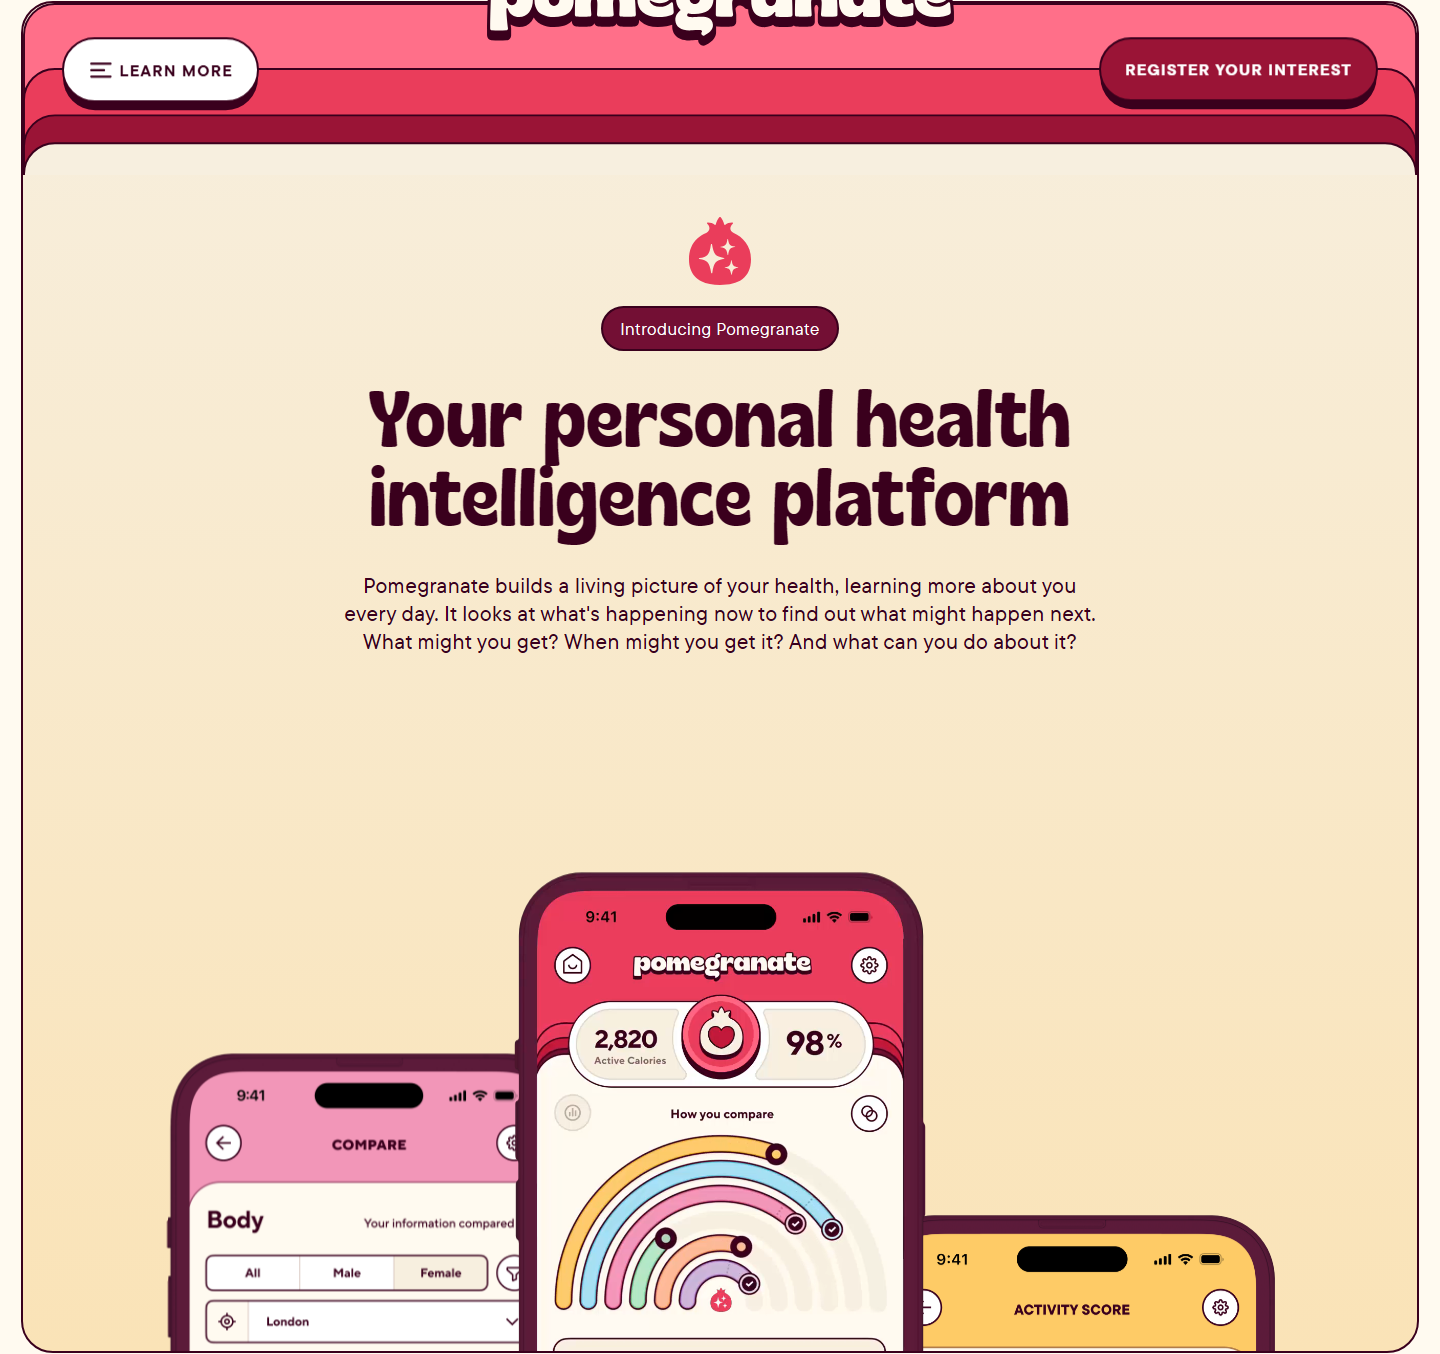 pomegranate
LEARN MORE
REGISTER YOUR INTEREST
Introducing Pomegranate
Your personal health
intelligence platform
Pomegranate builds a living picture of your health, learning more about you
every day. It looks at what's happening now to find out what might happen next.
What might you get? When might you get it? And what can you do about it?
9:41
pomegranate
2,820
Active Calories
98%
How you compare
9:41
COMPARE
Body
Your information compared
All
Male
Female
London
9:41
ACTIVITY SCORE